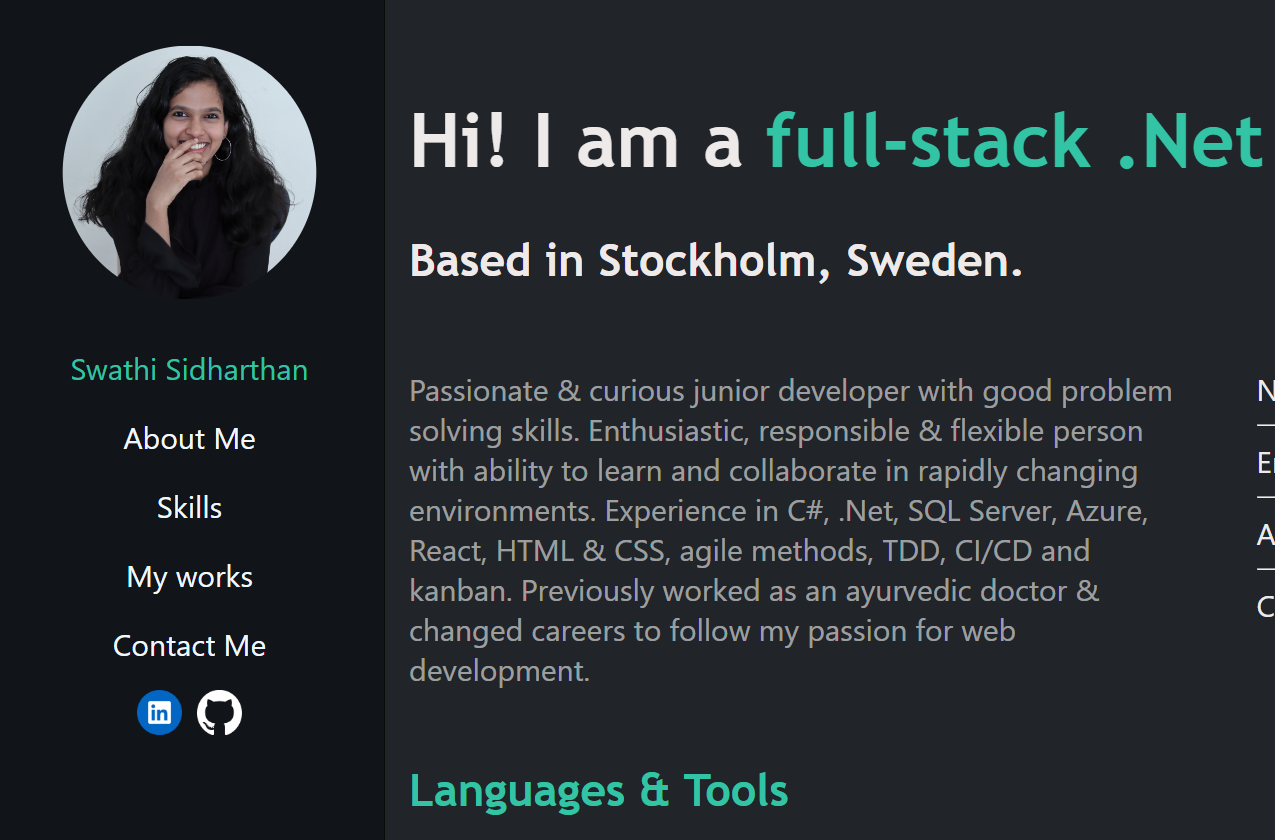 Swathi Sidharthan
About Me
Skills
My works
Contact Me
in
Hi! I am a full-stack .Net
Based in Stockholm, Sweden.
Passionate & curious junior developer with good problem
solving skills. Enthusiastic, responsible & flexible person
with ability to learn and collaborate in rapidly changing
environments. Experience in C#, .Net, SQL Server, Azure,
React, HTML & CSS, agile methods, TDD, CI/CD and
kanban. Previously worked as an ayurvedic doctor &
changed careers to follow my passion for web
development.
Languages & Tools